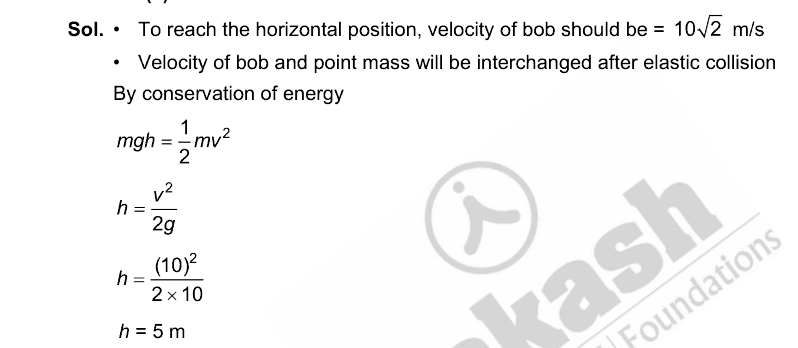 Sol. • To reach the horizontal position, velocity of bob should be = 10√2 m/s
• Velocity of bob and point mass will be interchanged after elastic collision
By conservation of energy
mgh = 1/2 mv²
h = v²/2g
h = (10)²/2 × 10
h = 5 m
kash
Foundations